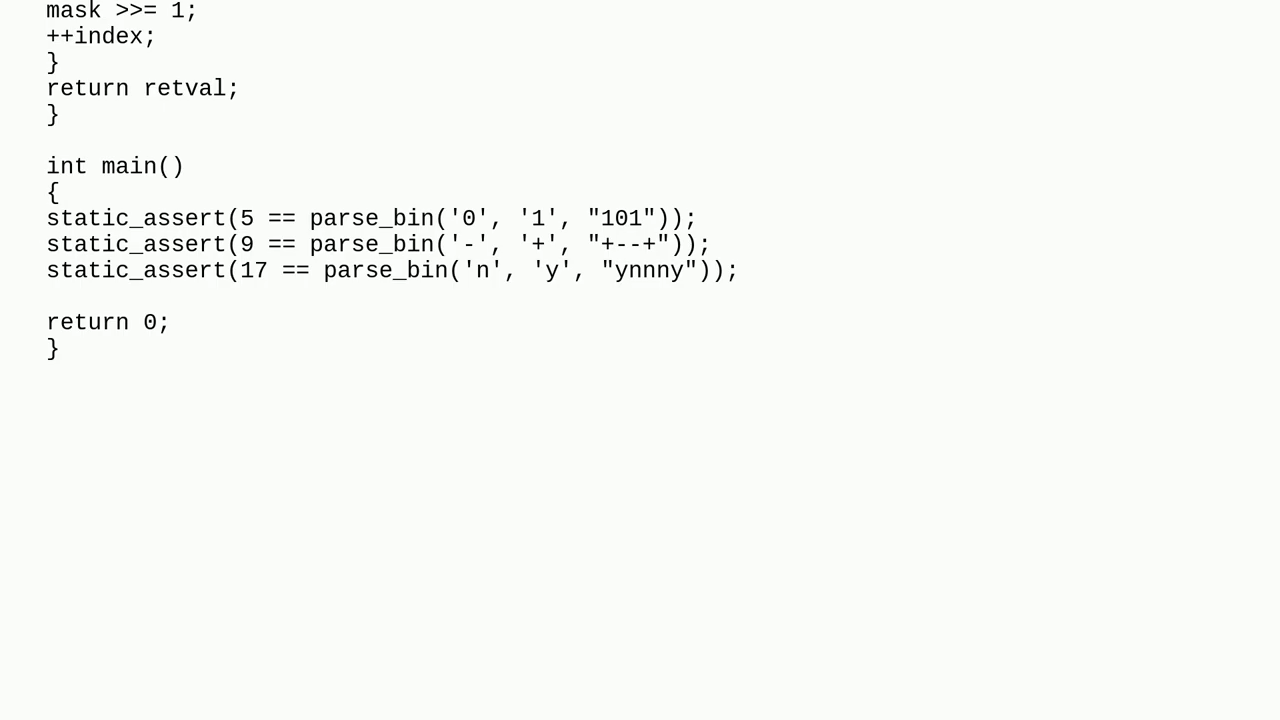 mask >>= 1;
++index;
}
return retval;
}

int main()
{
static_assert(5 == parse_bin('0', '1', "101"));
static_assert(9 == parse_bin('-', '+', "+--+"));
static_assert(17 == parse_bin('n', 'y', "ynnny"));

return 0;
}